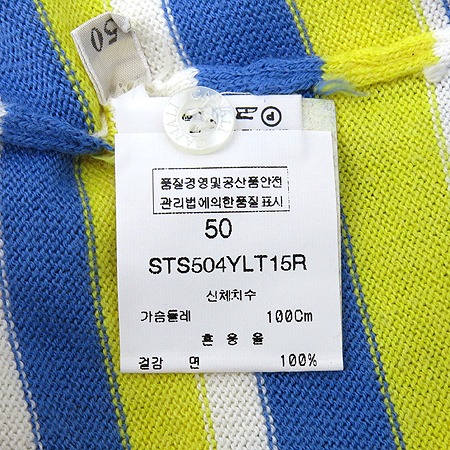 50
P
품질경영및공산품안전
관리법에의한품질표시
50
STS504YLT15R
신체치수
가슴둘레 100Cm
혼용율
겉감 면 100%